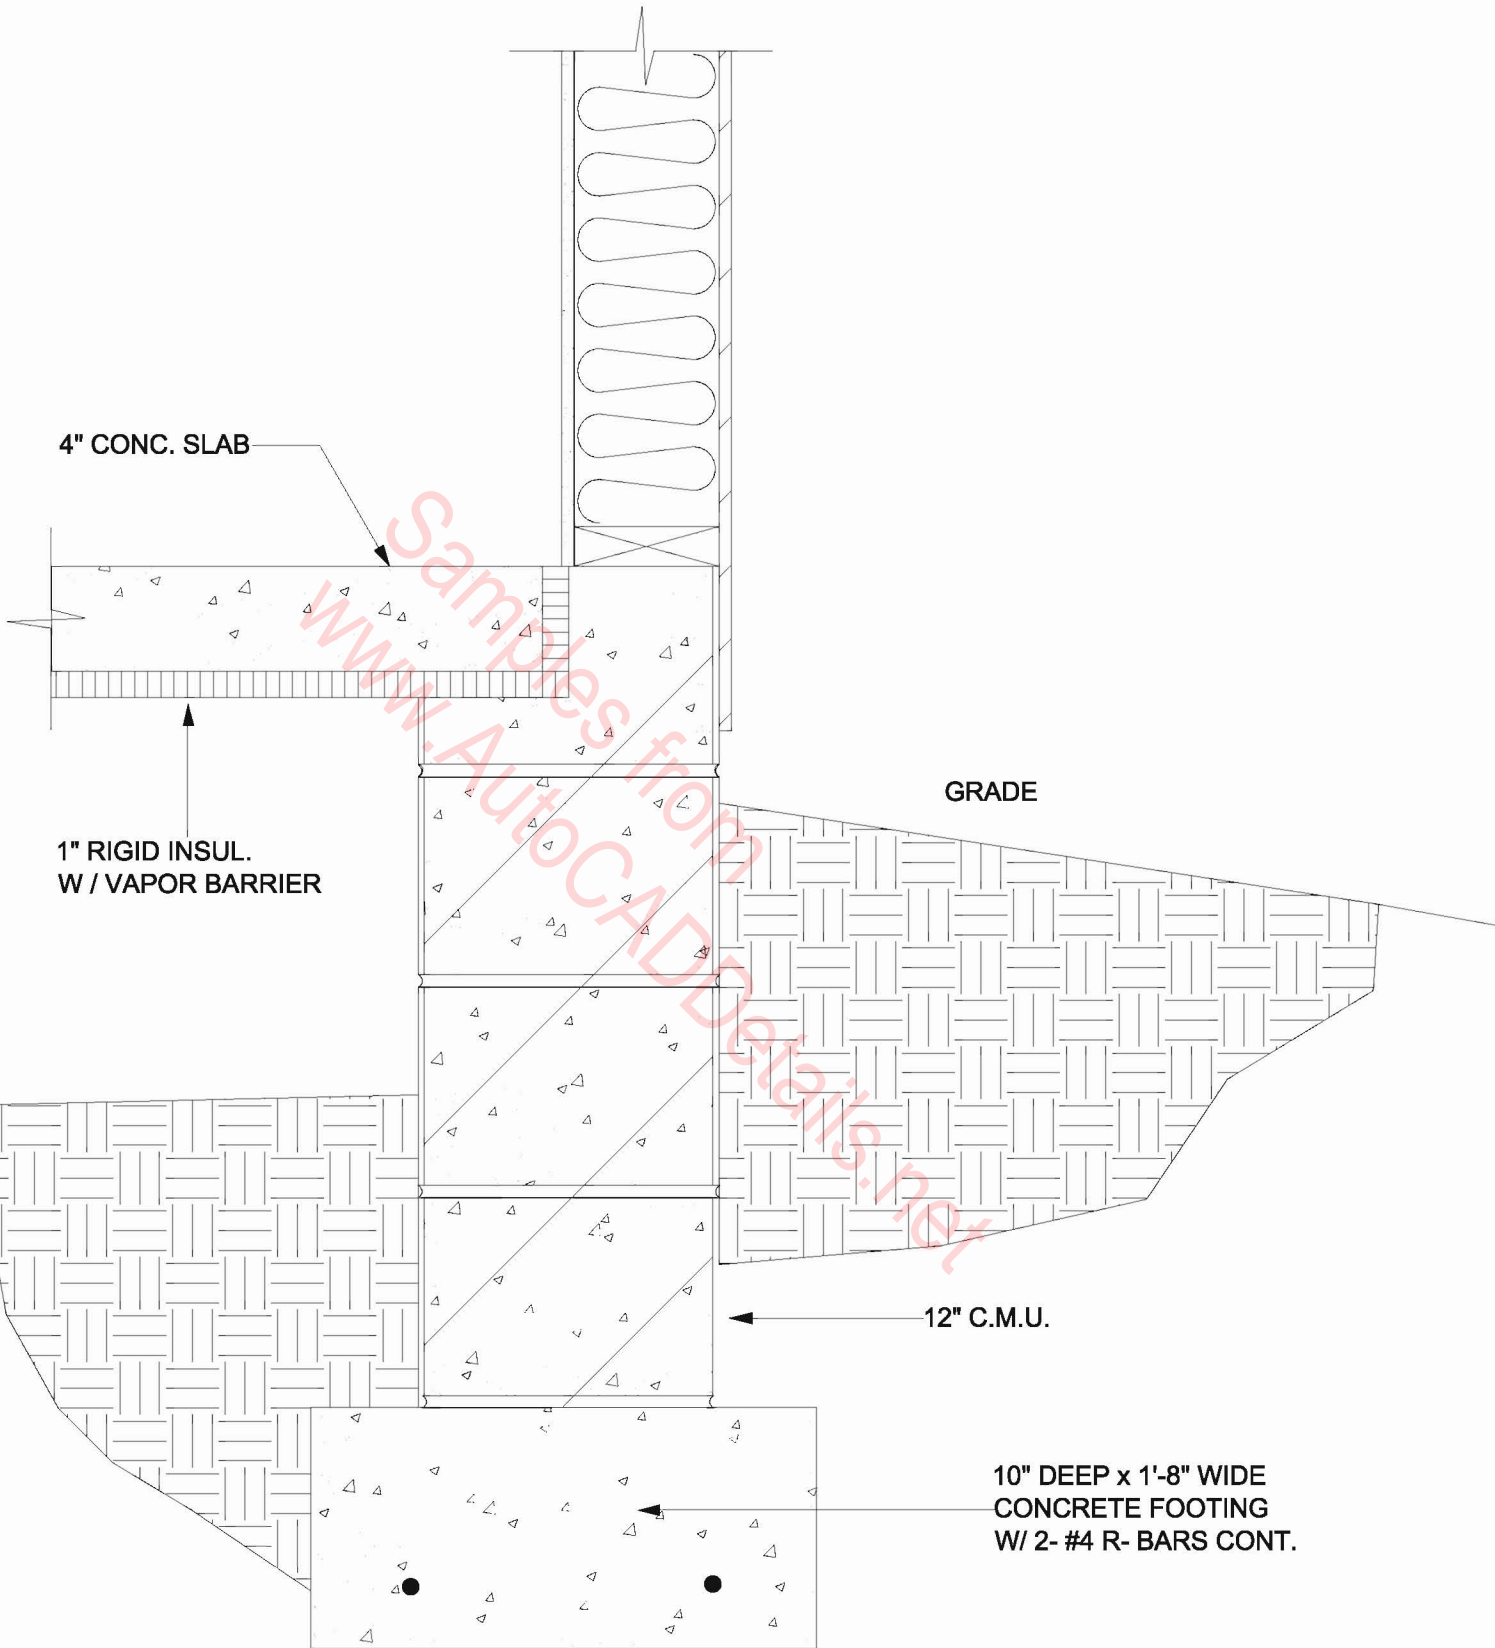 4" CONC. SLAB
Samples from
www.AutoCADDetails.net
GRADE
1" RIGID INSUL.
W / VAPOR BARRIER
12" C.M.U.
10" DEEP x 1'-8" WIDE
CONCRETE FOOTING
W/ 2- #4 R- BARS CONT.